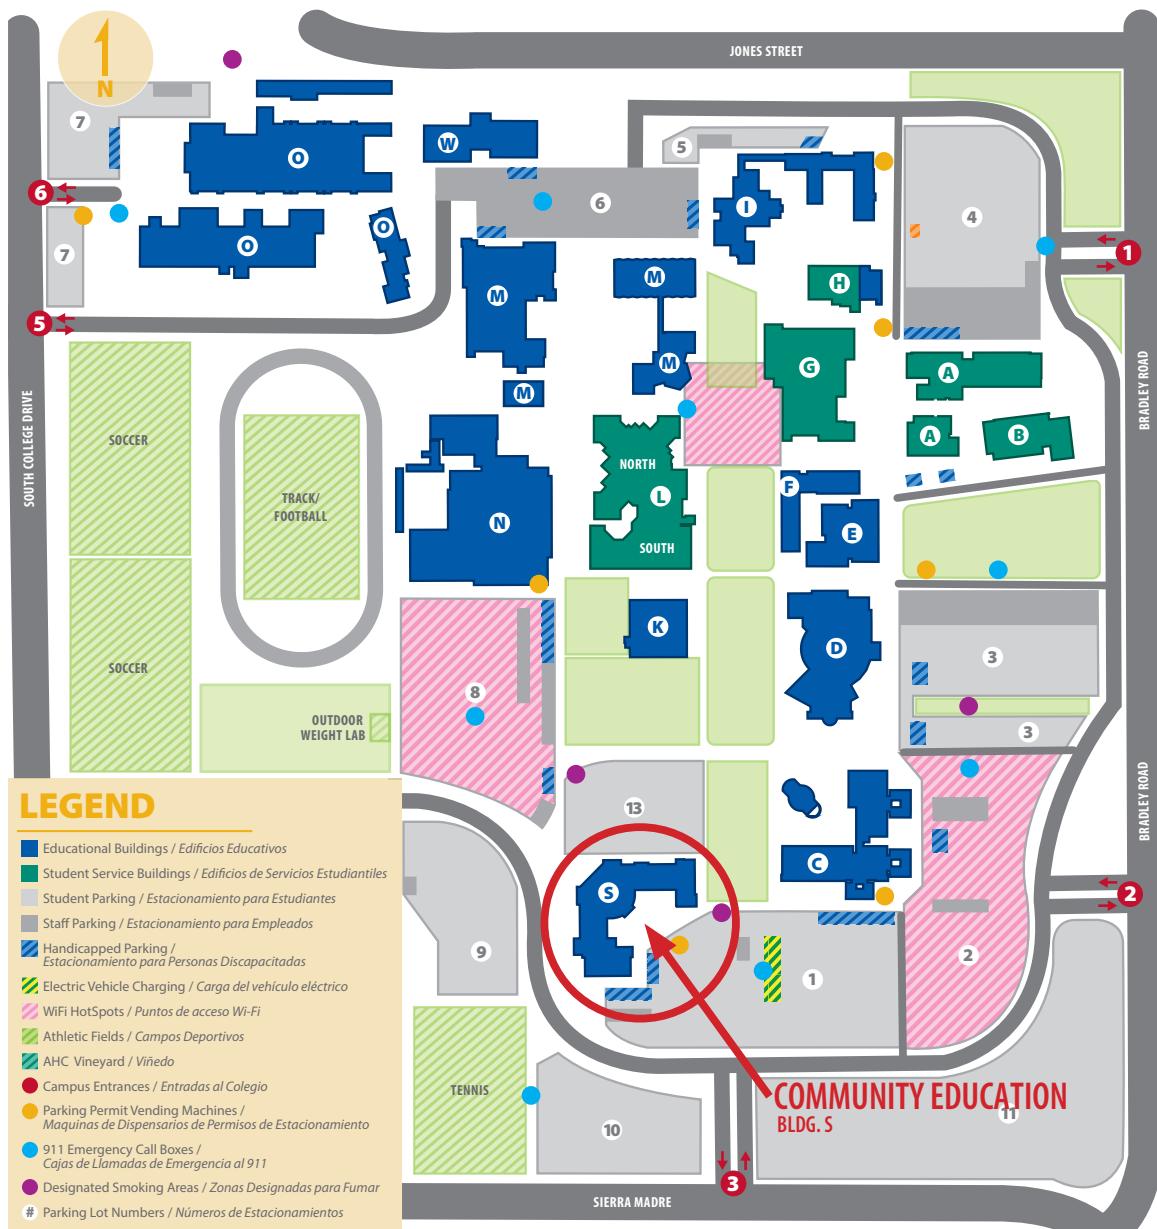 JONES STREET
N
7
W
O
5
6
6
I
4
1
7
O
O
M
M
H
5
M
G
A
M
SOUTH COLLEGE DRIVE
SOCCER
TRACK/
FOOTBALL
NORTH
L
SOUTH
N
F
E
A
B
BRADLEY ROAD
K
D
3
3
SOCCER
OUTDOOR
WEIGHT LAB
8
13
C
BRADLEY ROAD
S
2
9
1
2
LEGEND
Educational Buildings / Edificios Educativos
Student Service Buildings / Edificios de Servicios Estudiantiles
Student Parking / Estacionamiento para Estudiantes
Staff Parking / Estacionamiento para Empleados
Handicapped Parking /
Estacionamiento para Personas Discapacitadas
Electric Vehicle Charging / Carga del vehículo eléctrico
WiFi HotSpots / Puntos de acceso Wi-Fi
Athletic Fields / Campos Deportivos
AHC Vineyard / Viñedo
Campus Entrances / Entradas al Colegio
Parking Permit Vending Machines /
Maquinas de Dispensarios de Permisos de Estacionamiento
911 Emergency Call Boxes /
Cajas de Llamadas de Emergencia al 911
Designated Smoking Areas / Zonas Designadas para Fumar
# Parking Lot Numbers / Números de Estacionamientos
TENNIS
10
COMMUNITY EDUCATION
BLDG. S
11
3
SIERRA MADRE